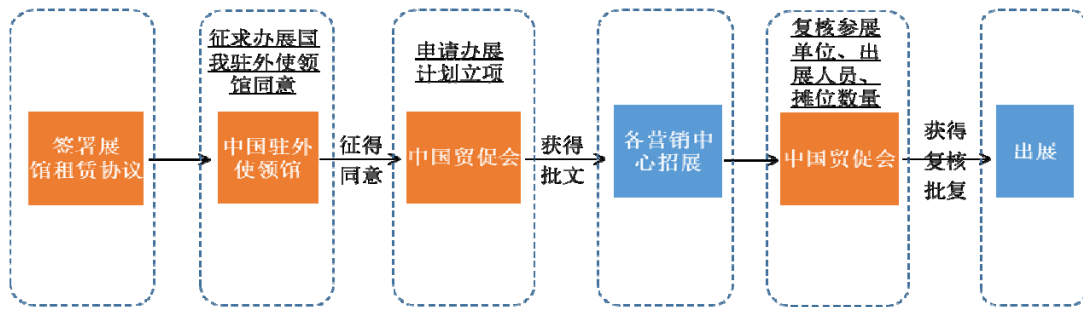 征求办展国
我驻外使领
馆同意
申请办展
计划立项
复核参展
单位、出
展人员、
摊位数量
签署展
馆租赁协议
中国驻外
使领馆
征得
同意
中国贸促会
获得
批文
各营销中
心招展
中国贸促会
获得
复核
批复
出展